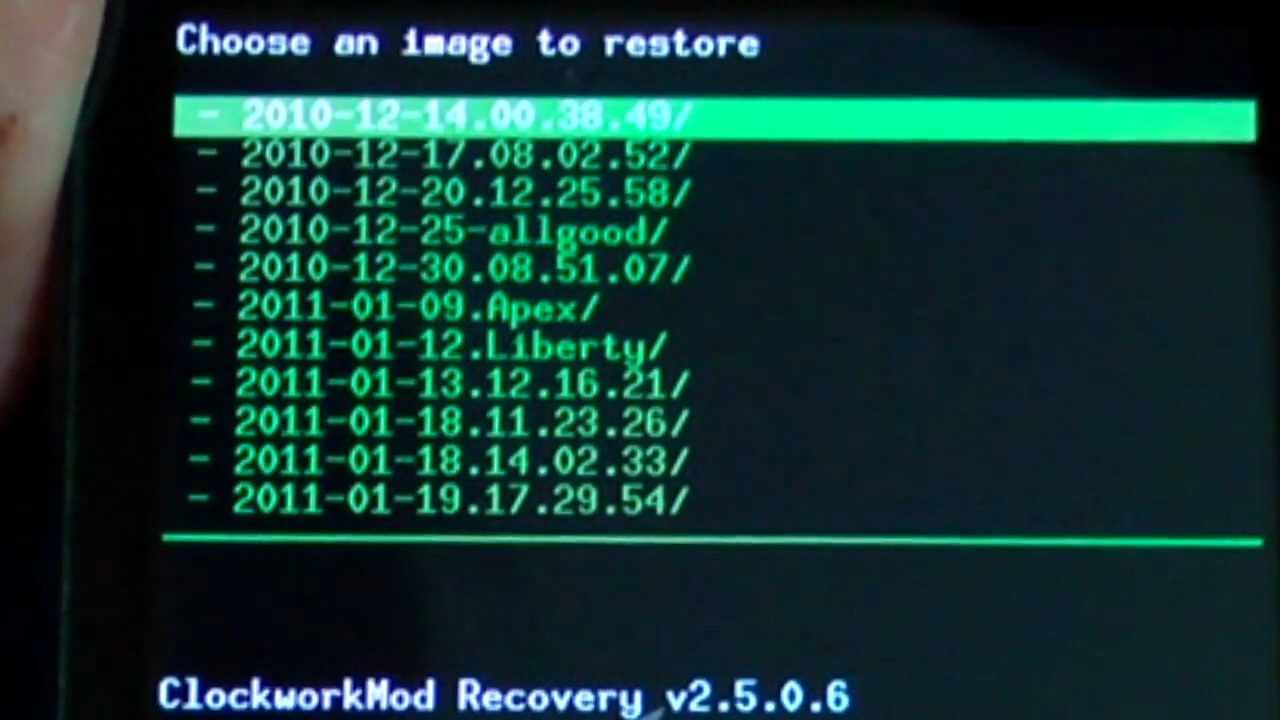 Choose an image to restore
- 2010-12-14.00.38.49/
- 2010-12-17.08.02.52/
- 2010-12-20.12.25.58/
- 2010-12-25-allgood/
- 2010-12-30.08.51.07/
- 2011-01-09.Apex/
- 2011-01-12.Liberty/
- 2011-01-13.12.16.21/
- 2011-01-18.11.23.26/
- 2011-01-18.14.02.33/
- 2011-01-19.17.29.54/
ClockworkMod Recovery v2.5.0.6